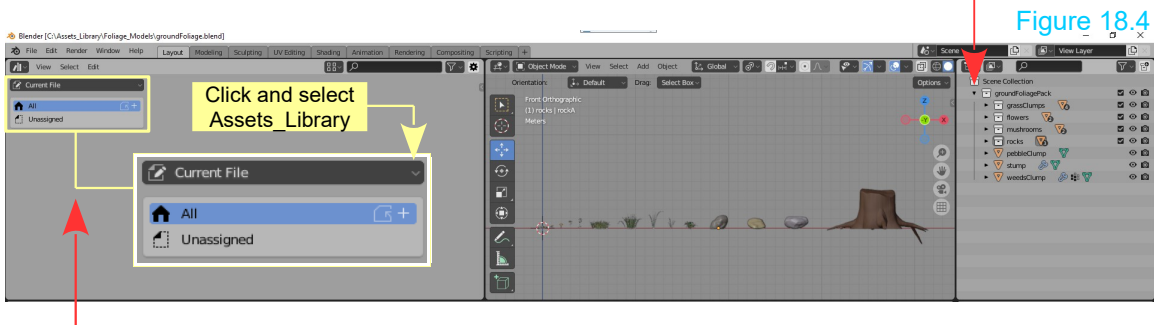 Figure 18.4
Blender [C:\Assets_Library\Foliage_Models\groundFoliage.blend]
File Edit Render Window Help Layout Modeling Sculpting UV Editing Shading Animation Rendering Compositing Scripting + Scene View Layer
View Select Edit Object Mode View Select Add Object Global
Current File
All
Unassigned
Click and select
Assets_Library
Current File
All
Unassigned
Orientation: Default Drag: Select Box Options
Front Orthographic
(1) rocks | rockA
Meters
Z
-Y
X
Scene Collection
groundFoliagePack
grassClumps
flowers
mushrooms
rocks
pebbleClump
stump
weedsClump